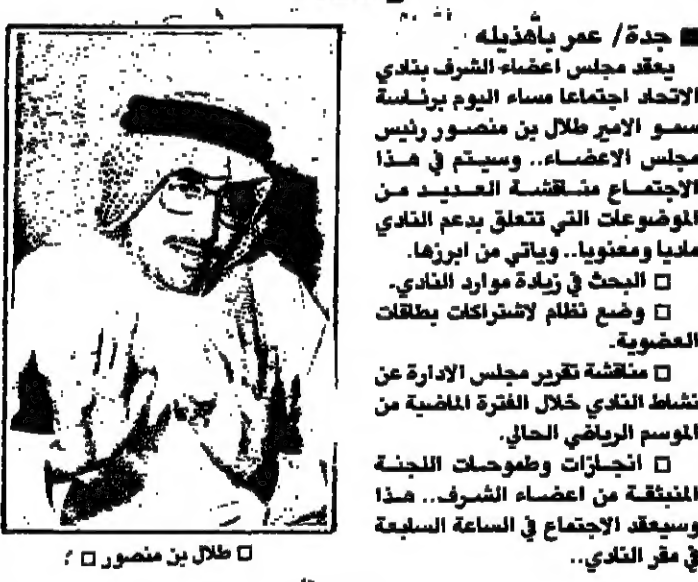 جدة/ عمر باهذيله
يعقد مجلس اعضاء الشرف بنادي
الاتحاد اجتماعا مساء اليوم برئاسة
سمو الامير طلال بن منصور رئيس
مجلس الاعضاء.. وسيتم في هذا
الاجتماع مناقشة العديد من
الموضوعات التي تتعلق بدعم النادي
ماديا ومعنويا.. وياتي من ابرزها.
□ البحث في زيادة موارد النادي.
□ وضع نظام لاشتراكات بطاقات
العضوية.
□ مناقشة تقرير مجلس الادارة عن
نشاط النادي خلال الفترة الماضية من
الموسم الرياضي الحالي.
□ انجازات وطموحات اللجنة
المنبثقة من اعضاء الشرف.. هذا
وسيعقد الاجتماع في الساعة السابعة
في مقر النادي..
□ طلال بن منصور □